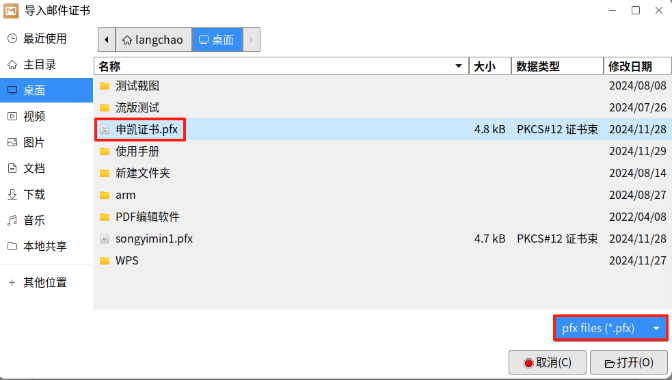 导入邮件证书
最近使用
主目录
桌面
视频
图片
文档
下载
音乐
本地共享
+ 其他位置
langchao 桌面
名称 大小 数据类型 修改日期
测试截图 2024/08/08
流版测试 2024/07/26
申凯证书.pfx 4.8 kB PKCS#12 证书束 2024/11/28
使用手册 2024/11/29
新建文件夹 2024/08/14
arm 2024/08/27
PDF编辑软件 2022/04/08
songyimin1.pfx 4.7 kB PKCS#12 证书束 2024/11/28
WPS 2024/11/27
pfx files (*.pfx)
取消(C) 打开(O)